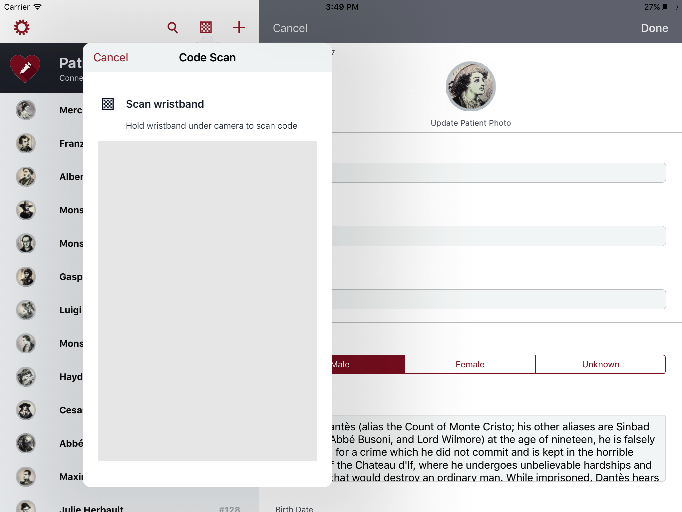 Carrier
3:49 PM
27%
Cancel
Done
Pat
Conne
Cancel
Code Scan
7
Scan wristband
Hold wristband under camera to scan code
Update Patient Photo
Merc
Franz
Alber
Mons
Mons
Gasp
Luigi
Mons
Hayd
Cesa
Abbé
Maxi
Julie Herbault
#128
Male
Female
Unknown
antès (alias the Count of Monte Cristo; his other aliases are Sinbad
Abbé Busoni, and Lord Wilmore) at the age of nineteen, he is falsely
for a crime which he did not commit and is kept in the horrible
f the Chateau d'If, where he undergoes unbelievable hardships and
that would destroy an ordinary man. While imprisoned, Dantès hears
Birth Date